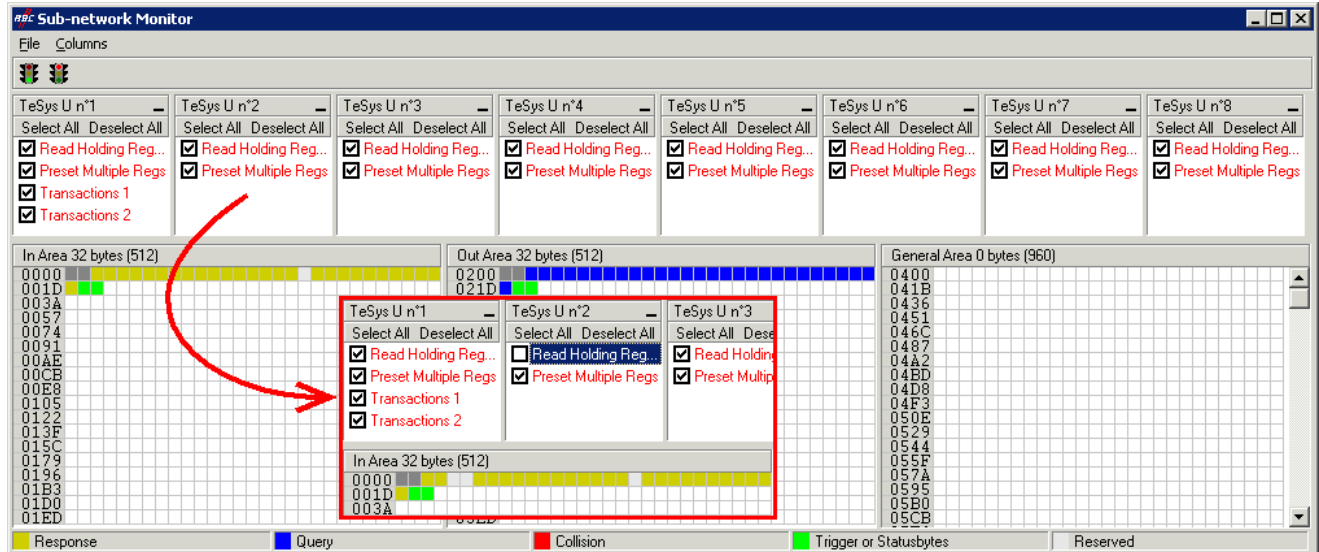 ABC Sub-network Monitor
File Columns
TeSys U n°1 TeSys U n°2 TeSys U n°3 TeSys U n°4 TeSys U n°5 TeSys U n°6 TeSys U n°7 TeSys U n°8
Select All Deselect All Select All Deselect All Select All Deselect All Select All Deselect All Select All Deselect All Select All Deselect All Select All Deselect All Select All Deselect All
Read Holding Reg... Read Holding Reg... Read Holding Reg... Read Holding Reg... Read Holding Reg... Read Holding Reg... Read Holding Reg... Read Holding Reg...
Preset Multiple Regs Preset Multiple Regs Preset Multiple Regs Preset Multiple Regs Preset Multiple Regs Preset Multiple Regs Preset Multiple Regs Preset Multiple Regs
Transactions 1
Transactions 2
In Area 32 bytes (512)
0000
001D
003A
0057
0074
0091
00AE
00CB
00E8
0105
0122
013F
015C
0179
0196
01B3
01D0
01ED
Out Area 32 bytes (512)
0200
021D
TeSys U n°1 TeSys U n°2 TeSys U n°3
Select All Deselect All Select All Deselect All Select All Dese
Read Holding Reg... Read Holding Reg... Read Holding
Preset Multiple Regs Preset Multiple Regs Preset Multip
Transactions 1
Transactions 2
In Area 32 bytes (512)
0000
001D
003A
General Area 0 bytes (960)
0400
041B
0436
0451
046C
0487
04A2
04BD
04D8
04F3
050E
0529
0544
055F
057A
0595
05B0
05CB
Response Query Collision Trigger or Statusbytes Reserved